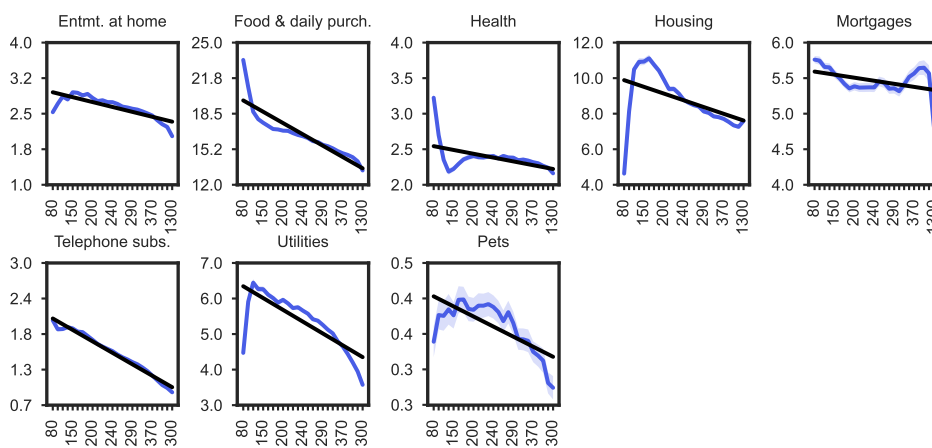 Entmt. at home Food & daily purch. Health Housing Mortgages
4.0 25.0 4.0 12.0 6.0
3.2 21.8 3.5 10.0 5.5
2.5 18.5 3.0 8.0 5.0
1.8 15.2 2.5 6.0 4.5
1.0 12.0 2.0 4.0 4.0
80 150 200 240 290 370 1300 80 150 200 240 290 370 1300 80 150 200 240 290 370 1300 80 150 200 240 290 370 1300 80 150 200 240 290 370 1300
Telephone subs. Utilities Pets
3.0 7.0 0.5
2.4 6.0 0.4
1.8 5.0 0.4
1.3 4.0 0.3
0.7 3.0 0.3
80 150 200 240 290 370 1300 80 150 200 240 290 370 1300 80 150 200 240 290 370 1300